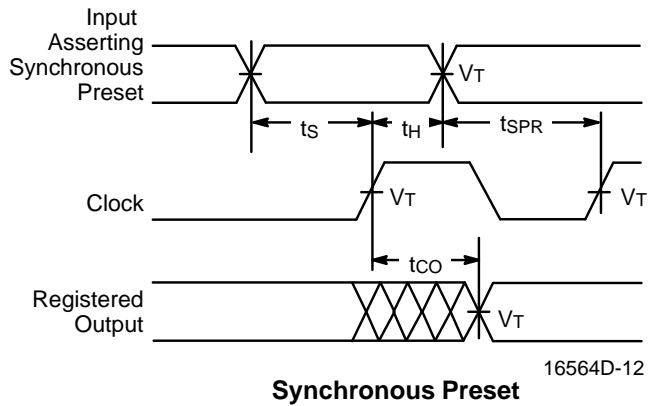 Input
Asserting
Synchronous
Preset
VT
tS
tH
tSPR
Clock
VT
VT
tCO
Registered
Output
VT
16564D-12
Synchronous Preset